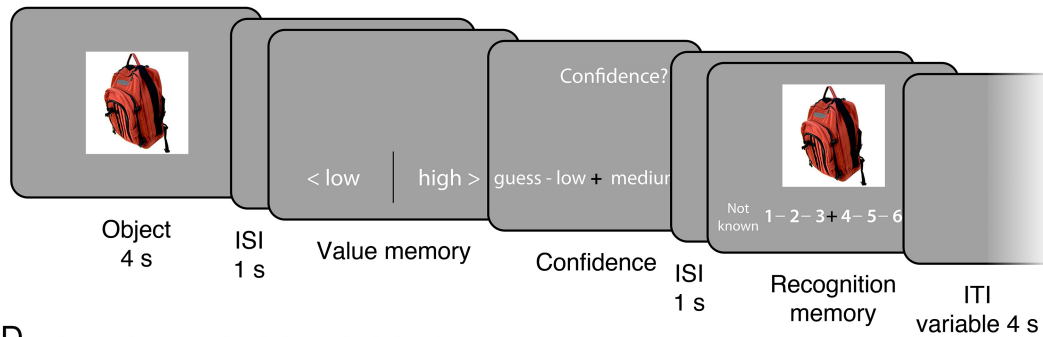 Confidence?
< low
high >
guess - low + medium
Not
known
1 – 2 – 3 + 4 – 5 – 6
Object
4 s
ISI
1 s
Value memory
Confidence
ISI
1 s
Recognition
memory
ITI
variable 4 s
D